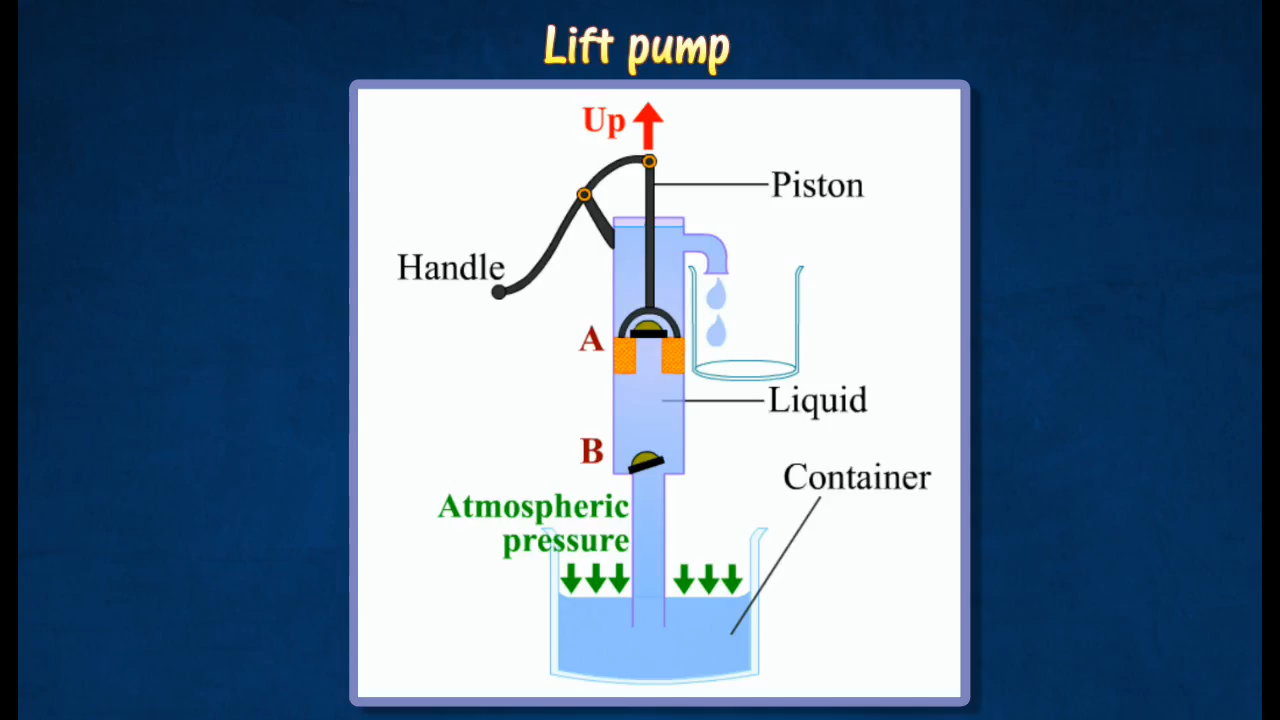 Lift pump
Up
Piston
Handle
A
Liquid
B
Container
Atmospheric
pressure